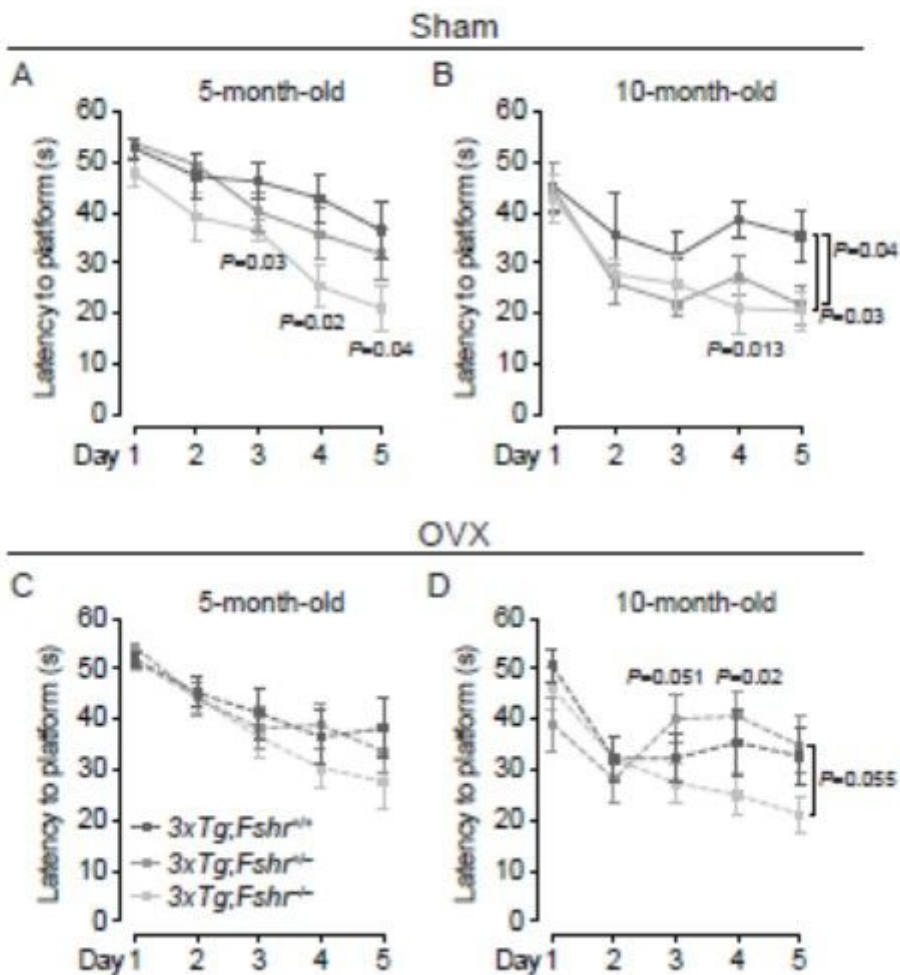 Sham
A
5-month-old
Latency to platform (s)
60
50
40
30
20
10
0
P=0.03
P=0.02
P=0.04
Day 1 2 3 4 5
B
10-month-old
Latency to platform (s)
60
50
40
30
20
10
0
P=0.04
P=0.03
P=0.013
Day 1 2 3 4 5
OVX
C
5-month-old
Latency to platform (s)
60
50
40
30
20
10
0
3xTg;Fshr+/+
3xTg;Fshr+/–
3xTg;Fshr–/–
Day 1 2 3 4 5
D
10-month-old
Latency to platform (s)
60
50
40
30
20
10
0
P=0.051 P=0.02
P=0.055
Day 1 2 3 4 5